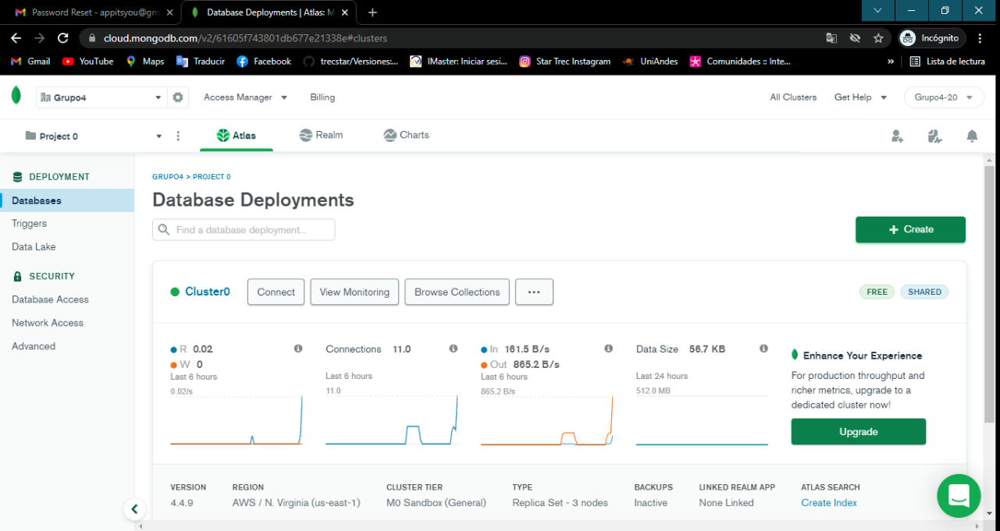 Password Reset - appitsyou@gm
Database Deployments | Atlas: M
cloud.mongodb.com/v2/61605f743801db677e21338e#clusters
Incógnito
Gmail YouTube Maps Traducir Facebook trecstar/Versiones:... IMaster: Iniciar sesi... Star Trec Instagram UniAndes Comunidades :: Inte... » Lista de lectura
Grupo4 Access Manager Billing All Clusters Get Help Grupo4-20
Project 0 Atlas Realm Charts
DEPLOYMENT
Databases
Triggers
Data Lake
SECURITY
Database Access
Network Access
Advanced
GRUPO4 > PROJECT 0
Database Deployments
Find a database deployment...
+ Create
Cluster0 Connect View Monitoring Browse Collections ... FREE SHARED
R 0.02
W 0
Last 6 hours
0.02/s
Connections 11.0
Last 6 hours
11.0
In 161.5 B/s
Out 865.2 B/s
Last 6 hours
865.2 B/s
Data Size 56.7 KB
Last 24 hours
512.0 MB
Enhance Your Experience
For production throughput and
richer metrics, upgrade to a
dedicated cluster now!
Upgrade
VERSION REGION CLUSTER TIER TYPE BACKUPS LINKED REALM APP ATLAS SEARCH
4.4.9 AWS / N. Virginia (us-east-1) M0 Sandbox (General) Replica Set - 3 nodes Inactive None Linked Create Index